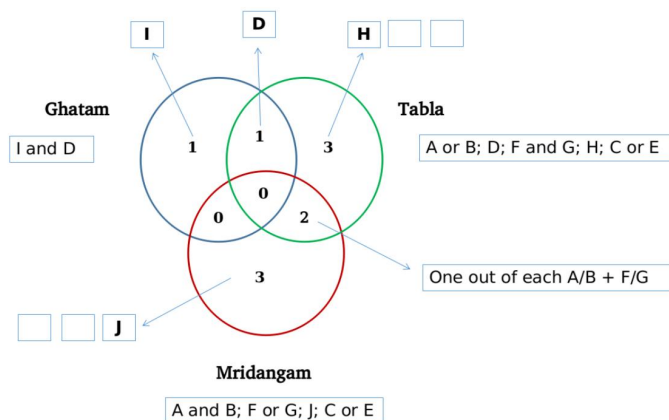 I
D
H
Ghatam
Tabla
I and D
1
1
3
A or B; D; F and G; H; C or E
0
0
2
3
One out of each A/B + F/G
J
Mridangam
A and B; F or G; J; C or E